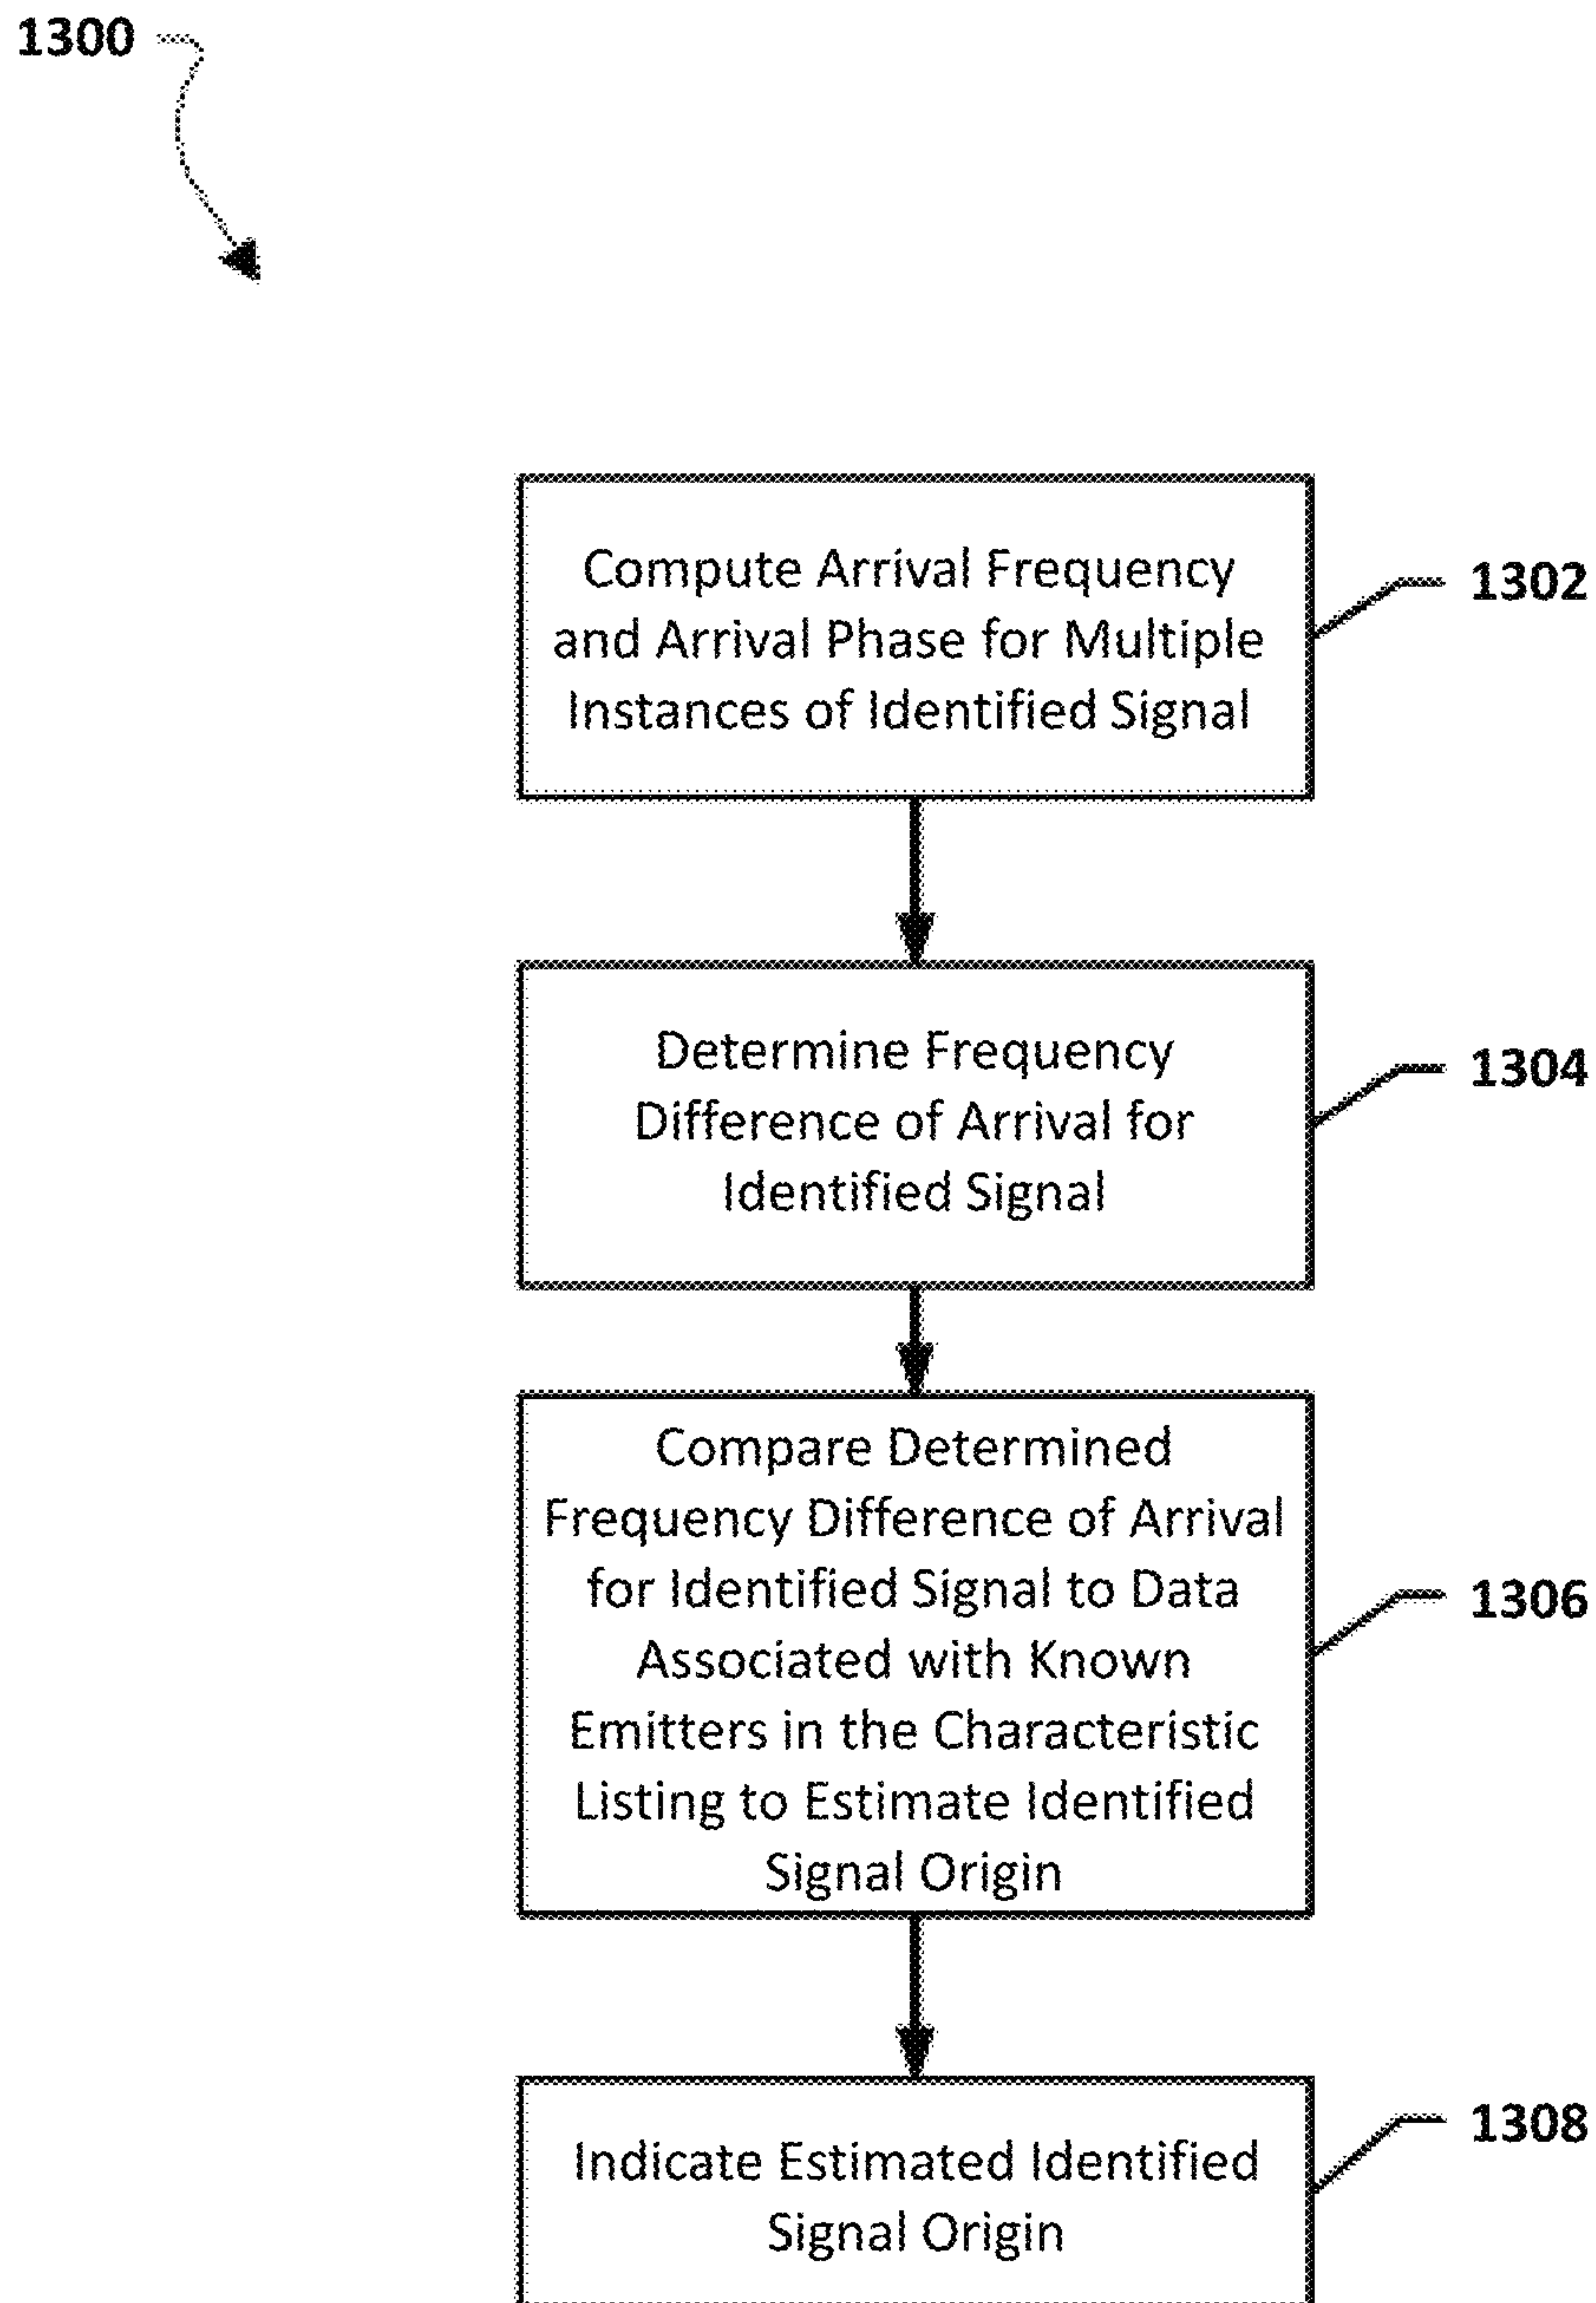 1300
Compute Arrival Frequency
and Arrival Phase for Multiple
Instances of Identified Signal
1302
Determine Frequency
Difference of Arrival for
Identified Signal
1304
Compare Determined
Frequency Difference of Arrival
for Identified Signal to Data
Associated with Known
Emitters in the Characteristic
Listing to Estimate Identified
Signal Origin
1306
Indicate Estimated Identified
Signal Origin
1308